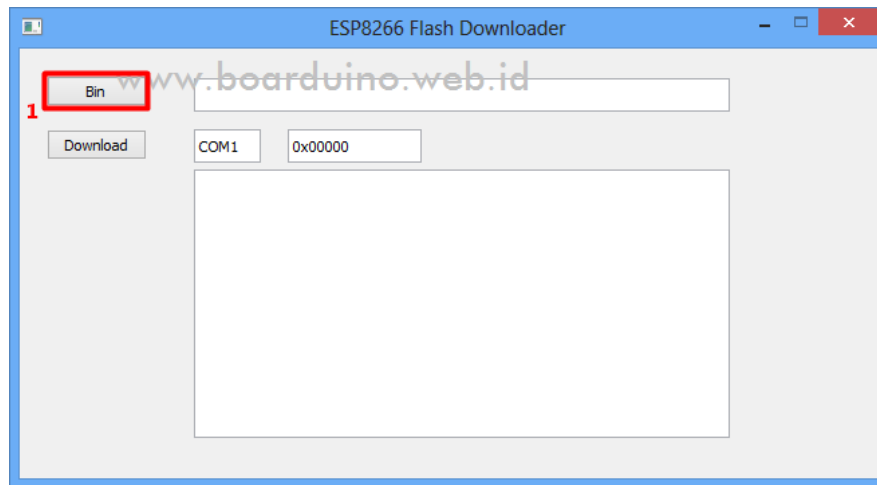 ESP8266 Flash Downloader
www.boarduino.web.id
Bin
1
Download COM1 0x00000